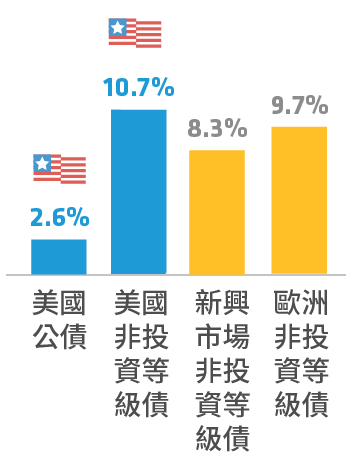 10.7%
9.7%
8.3%
2.6%
美國
公債
美國
非投
資等
級債
新興
市場
非投
資等
級債
歐洲
非投
資等
級債